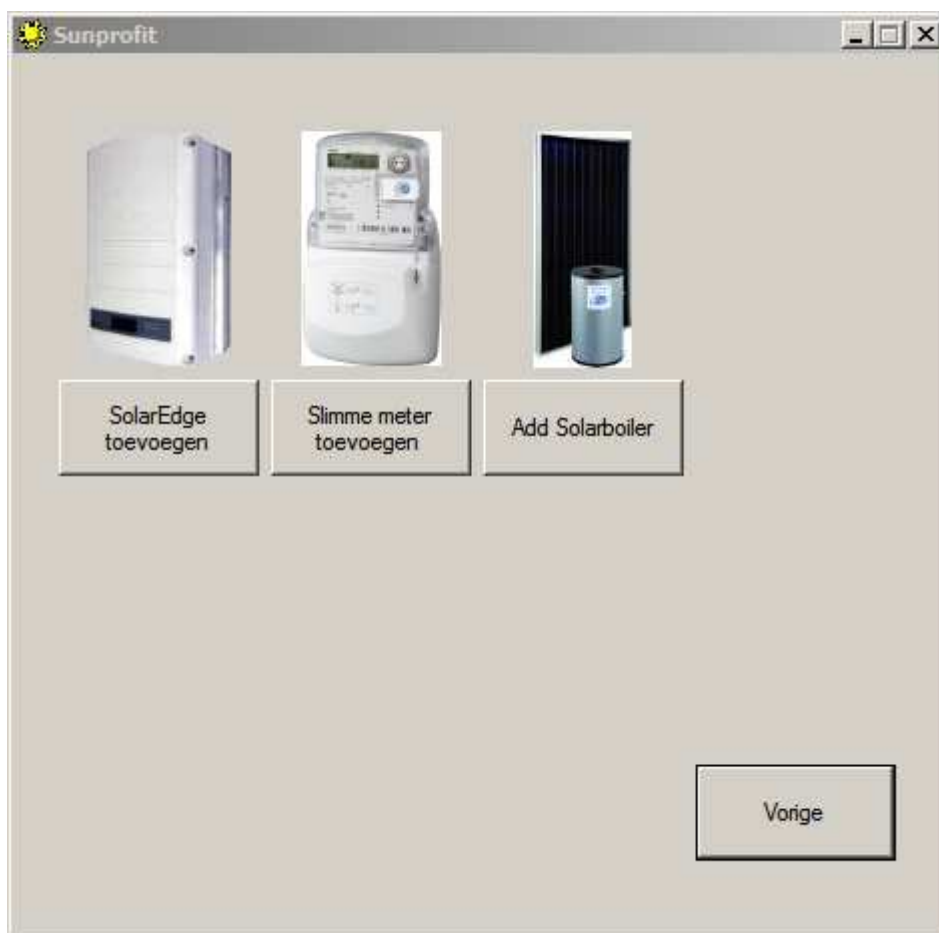 Sunprofit
SolarEdge
toevoegen
Slimme meter
toevoegen
Add Solarboiler
Vorige